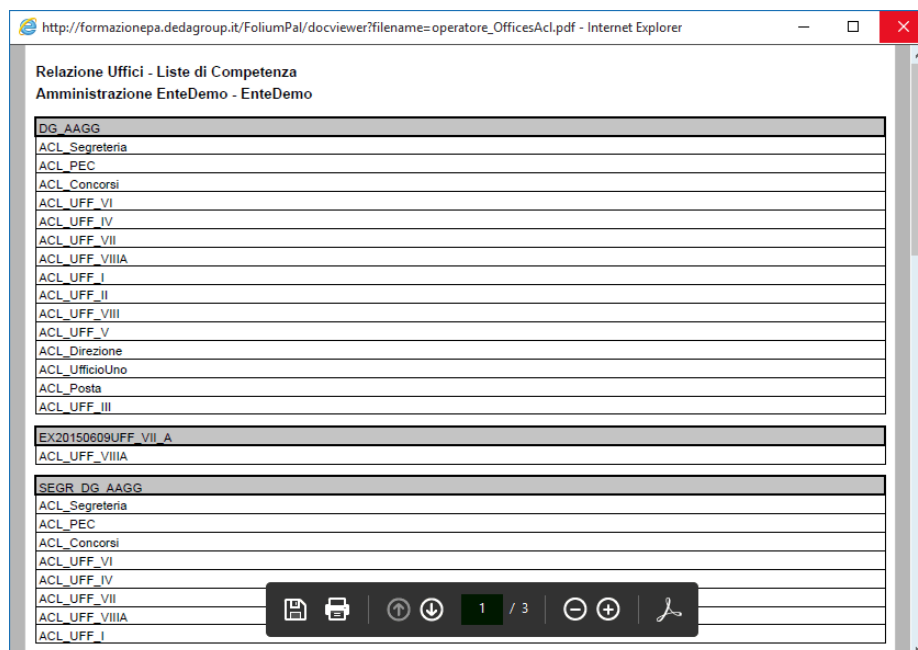 http://formazionepa.dedagroup.it/FoliumPal/docviewer?filename=operatore_OfficesAcl.pdf - Internet Explorer
Relazione Uffici - Liste di Competenza
Amministrazione EnteDemo - EnteDemo
DG_AAGG
ACL_Segreteria
ACL_PEC
ACL_Concorsi
ACL_UFF_VI
ACL_UFF_IV
ACL_UFF_VII
ACL_UFF_VIIIA
ACL_UFF_I
ACL_UFF_II
ACL_UFF_VIII
ACL_UFF_V
ACL_Direzione
ACL_UfficioUno
ACL_Posta
ACL_UFF_III
EX20150609UFF_VII_A
ACL_UFF_VIIIA
SEGR_DG_AAGG
ACL_Segreteria
ACL_PEC
ACL_Concorsi
ACL_UFF_VI
ACL_UFF_IV
ACL_UFF_VII
ACL_UFF_VIIIA
ACL_UFF_I
1 / 3